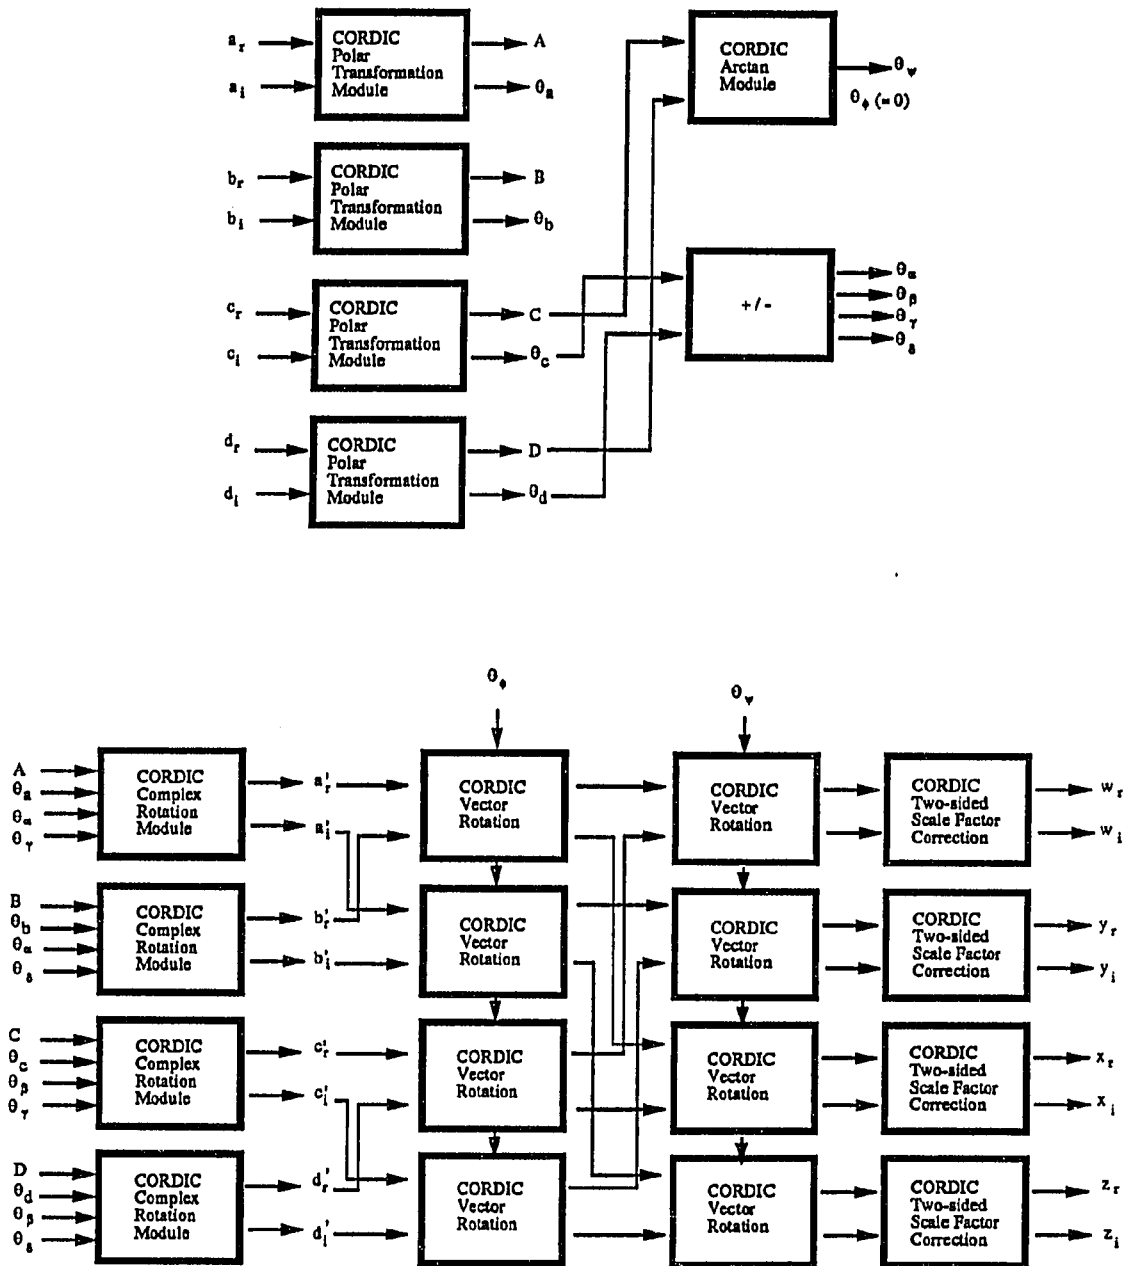 a_r
CORDIC
Polar
Transformation
Module
A
a_i
θ_a
CORDIC
Arctan
Module
θ_ψ
θ_φ (=0)
b_r
CORDIC
Polar
Transformation
Module
B
b_i
θ_b
c_r
CORDIC
Polar
Transformation
Module
C
c_i
θ_c
+/-
θ_α
θ_β
θ_γ
θ_δ
d_r
CORDIC
Polar
Transformation
Module
D
d_i
θ_d
θ_φ
θ_ψ
A
θ_a
θ_α
θ_γ
CORDIC
Complex
Rotation
Module
a'_r
a'_i
CORDIC
Vector
Rotation
CORDIC
Vector
Rotation
CORDIC
Two-sided
Scale Factor
Correction
w_r
w_i
B
θ_b
θ_α
θ_δ
CORDIC
Complex
Rotation
Module
b'_r
b'_i
CORDIC
Vector
Rotation
CORDIC
Vector
Rotation
CORDIC
Two-sided
Scale Factor
Correction
y_r
y_i
C
θ_c
θ_β
θ_γ
CORDIC
Complex
Rotation
Module
c'_r
c'_i
CORDIC
Vector
Rotation
CORDIC
Vector
Rotation
CORDIC
Two-sided
Scale Factor
Correction
x_r
x_i
D
θ_d
θ_β
θ_δ
CORDIC
Complex
Rotation
Module
d'_r
d'_i
CORDIC
Vector
Rotation
CORDIC
Vector
Rotation
CORDIC
Two-sided
Scale Factor
Correction
z_r
z_i